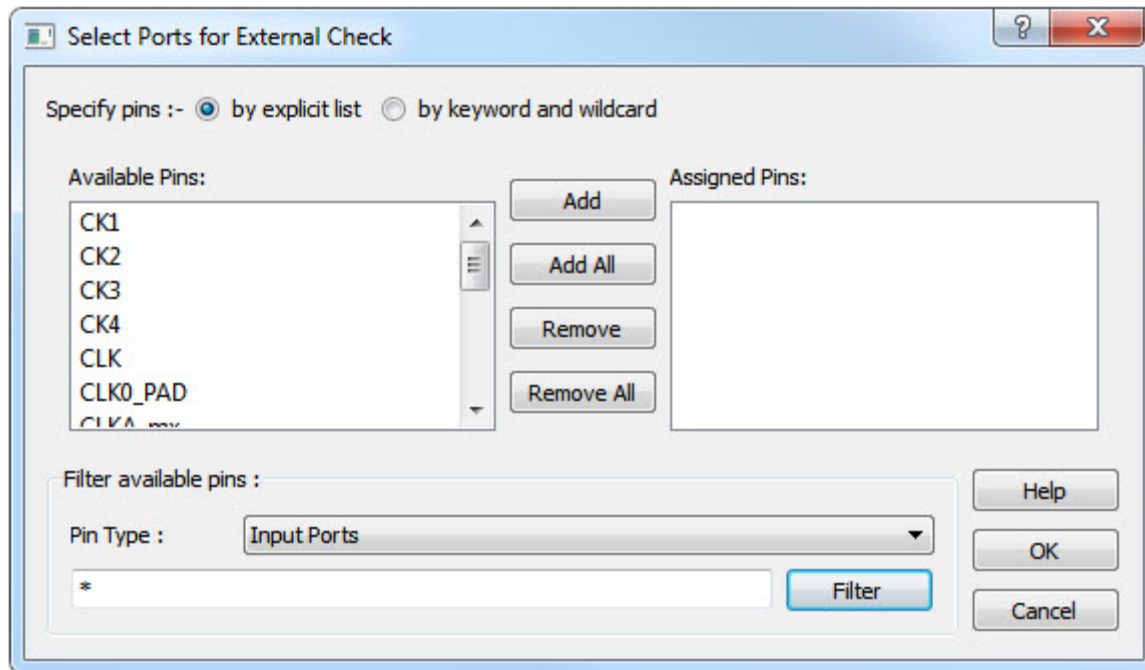 Select Ports for External Check
Specify pins :- by explicit list by keyword and wildcard
Available Pins:
CK1
CK2
CK3
CK4
CLK
CLK0_PAD
Add
Add All
Remove
Remove All
Assigned Pins:
Filter available pins :
Pin Type : Input Ports
*
Filter
Help
OK
Cancel